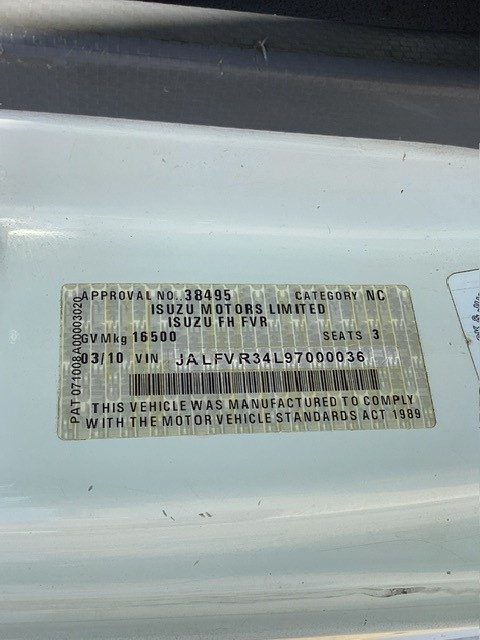 APPROVAL NO. 38495 CATEGORY NC
ISUZU MOTORS LIMITED
ISUZU FH FVR
GVMkg 16500 SEATS 3
03/10 VIN JALFVR34L97000036
THIS VEHICLE WAS MANUFACTURED TO COMPLY
WITH THE MOTOR VEHICLE STANDARDS ACT 1989
PAT 071008A00003020